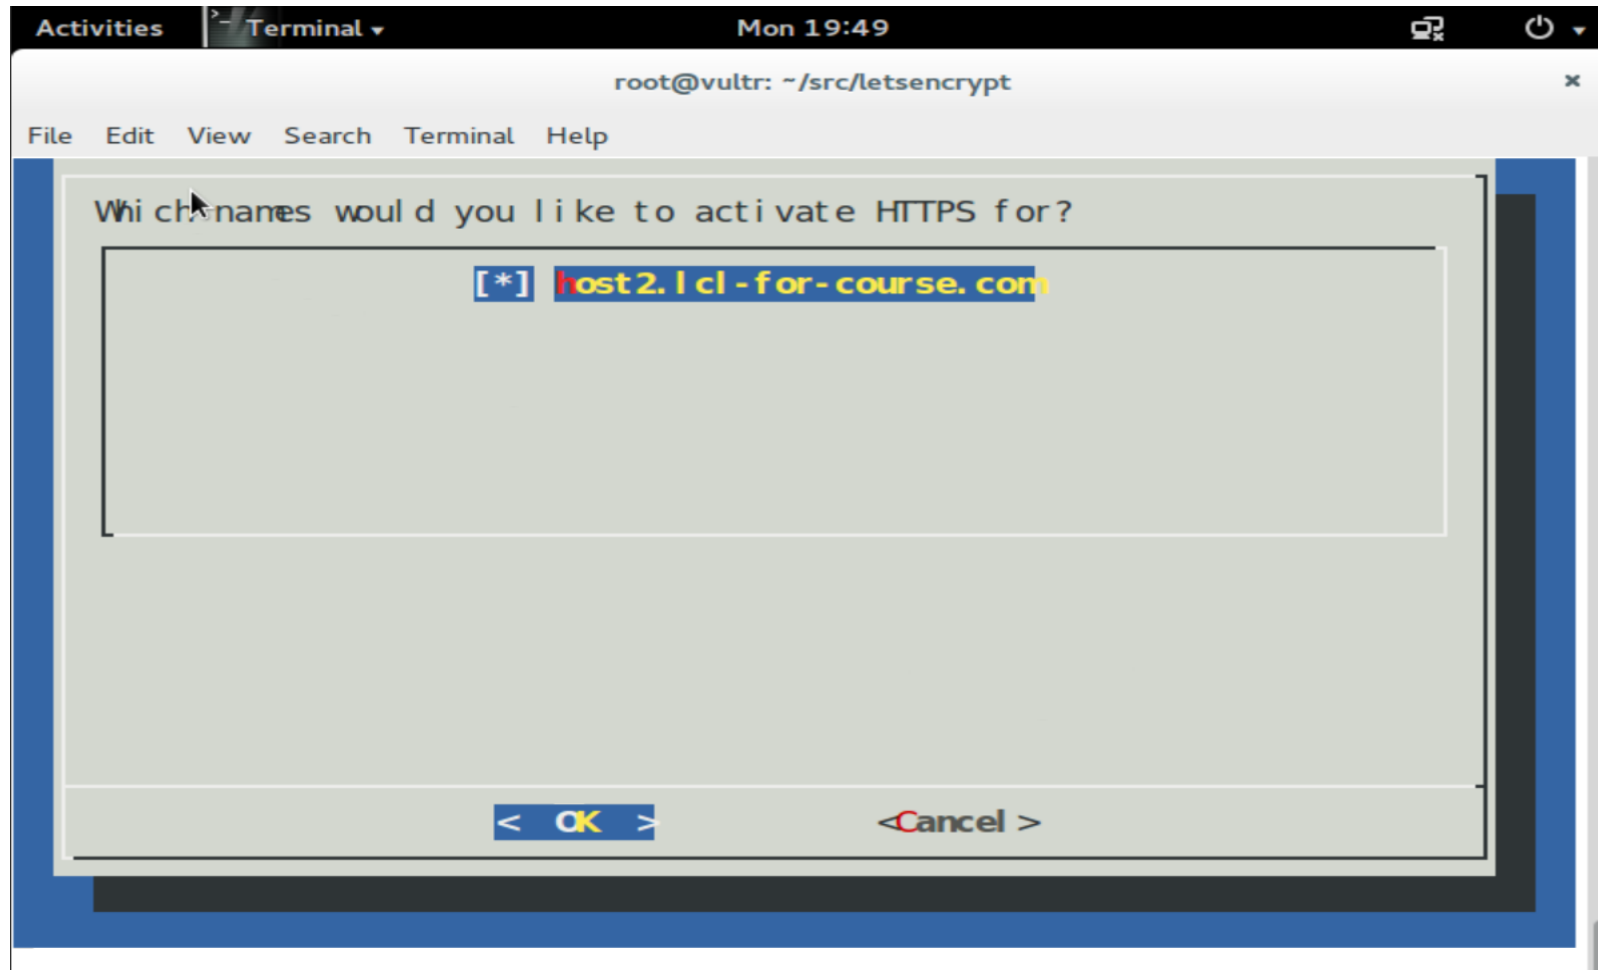 Activities Terminal Mon 19:49
root@vultr: ~/src/letsencrypt ×
File Edit View Search Terminal Help
Which names would you like to activate HTTPS for?
[*] host2.lcl-for-course.com
< OK > <Cancel>